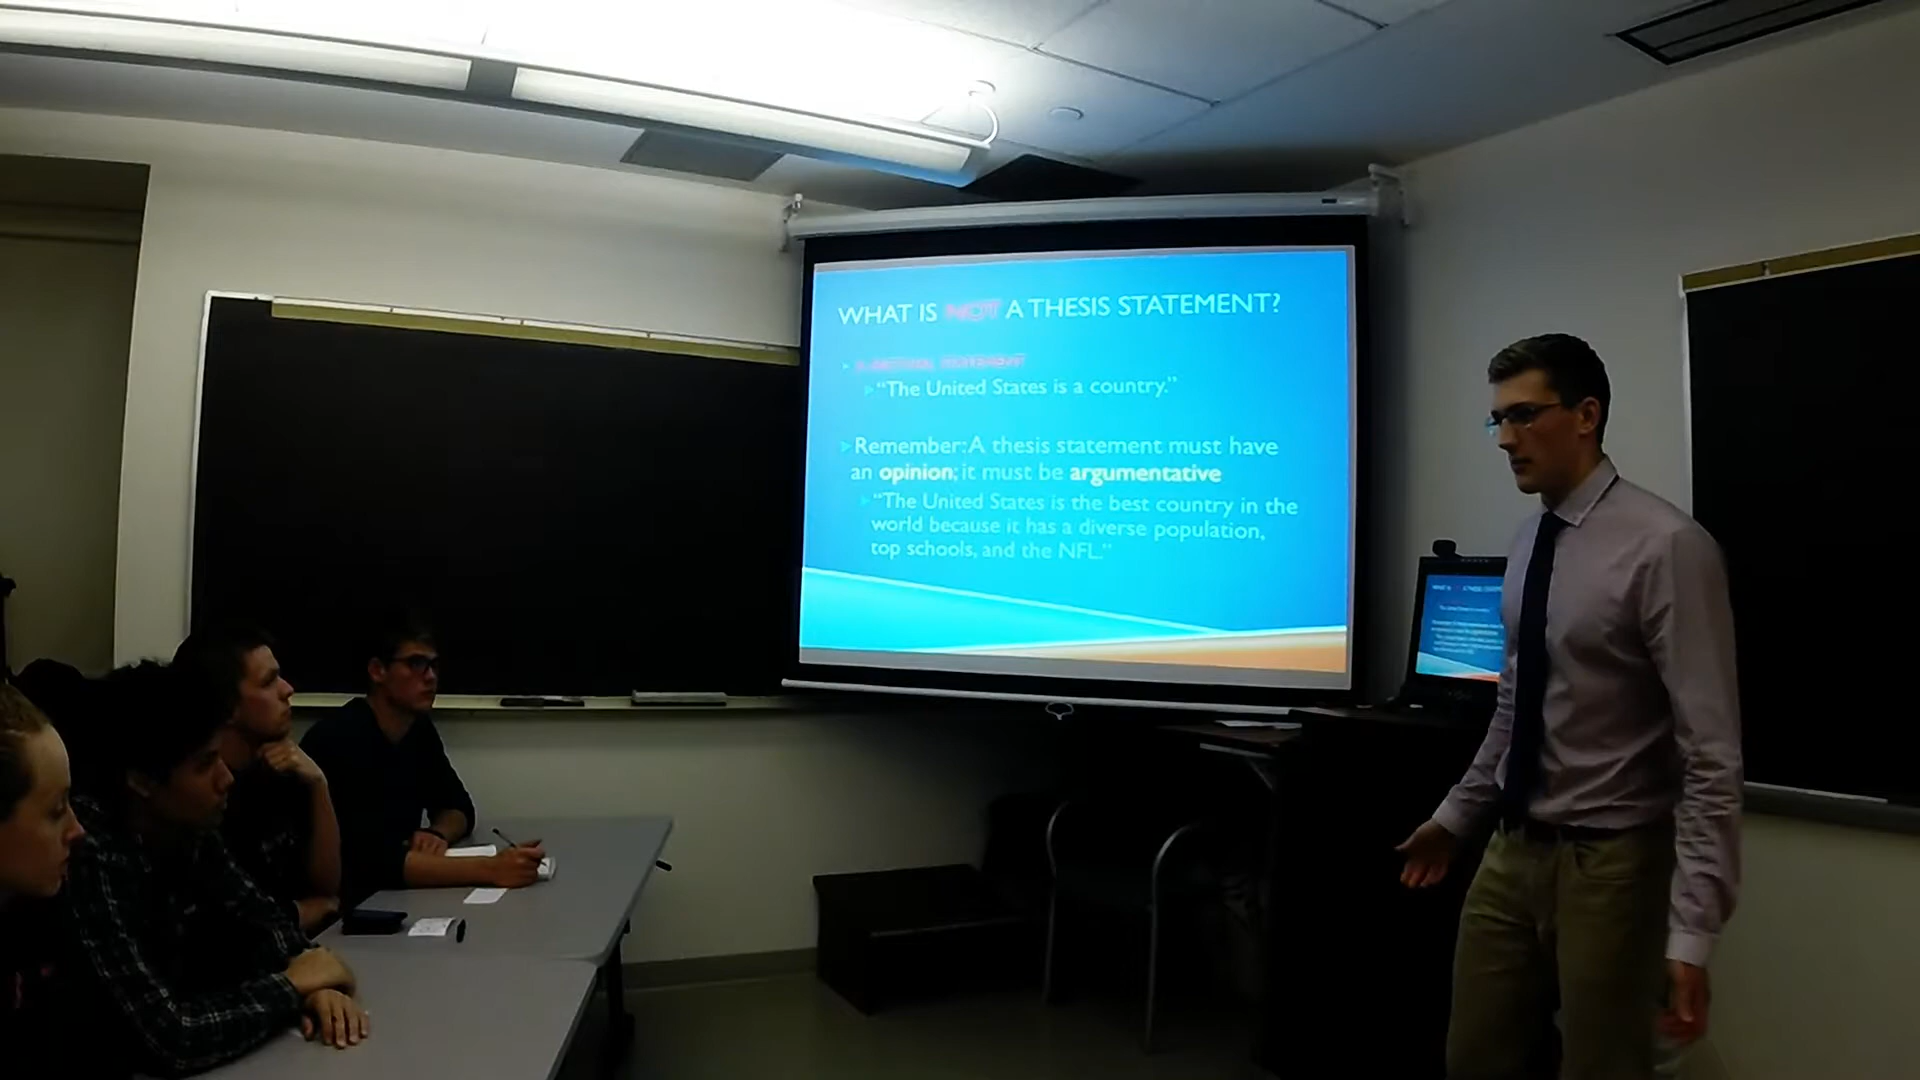 WHAT IS NOT A THESIS STATEMENT?
"The United States is a country."
Remember: A thesis statement must have
an opinion; it must be argumentative
"The United States is the best country in the
world because it has a diverse population,
top schools, and the NFL."